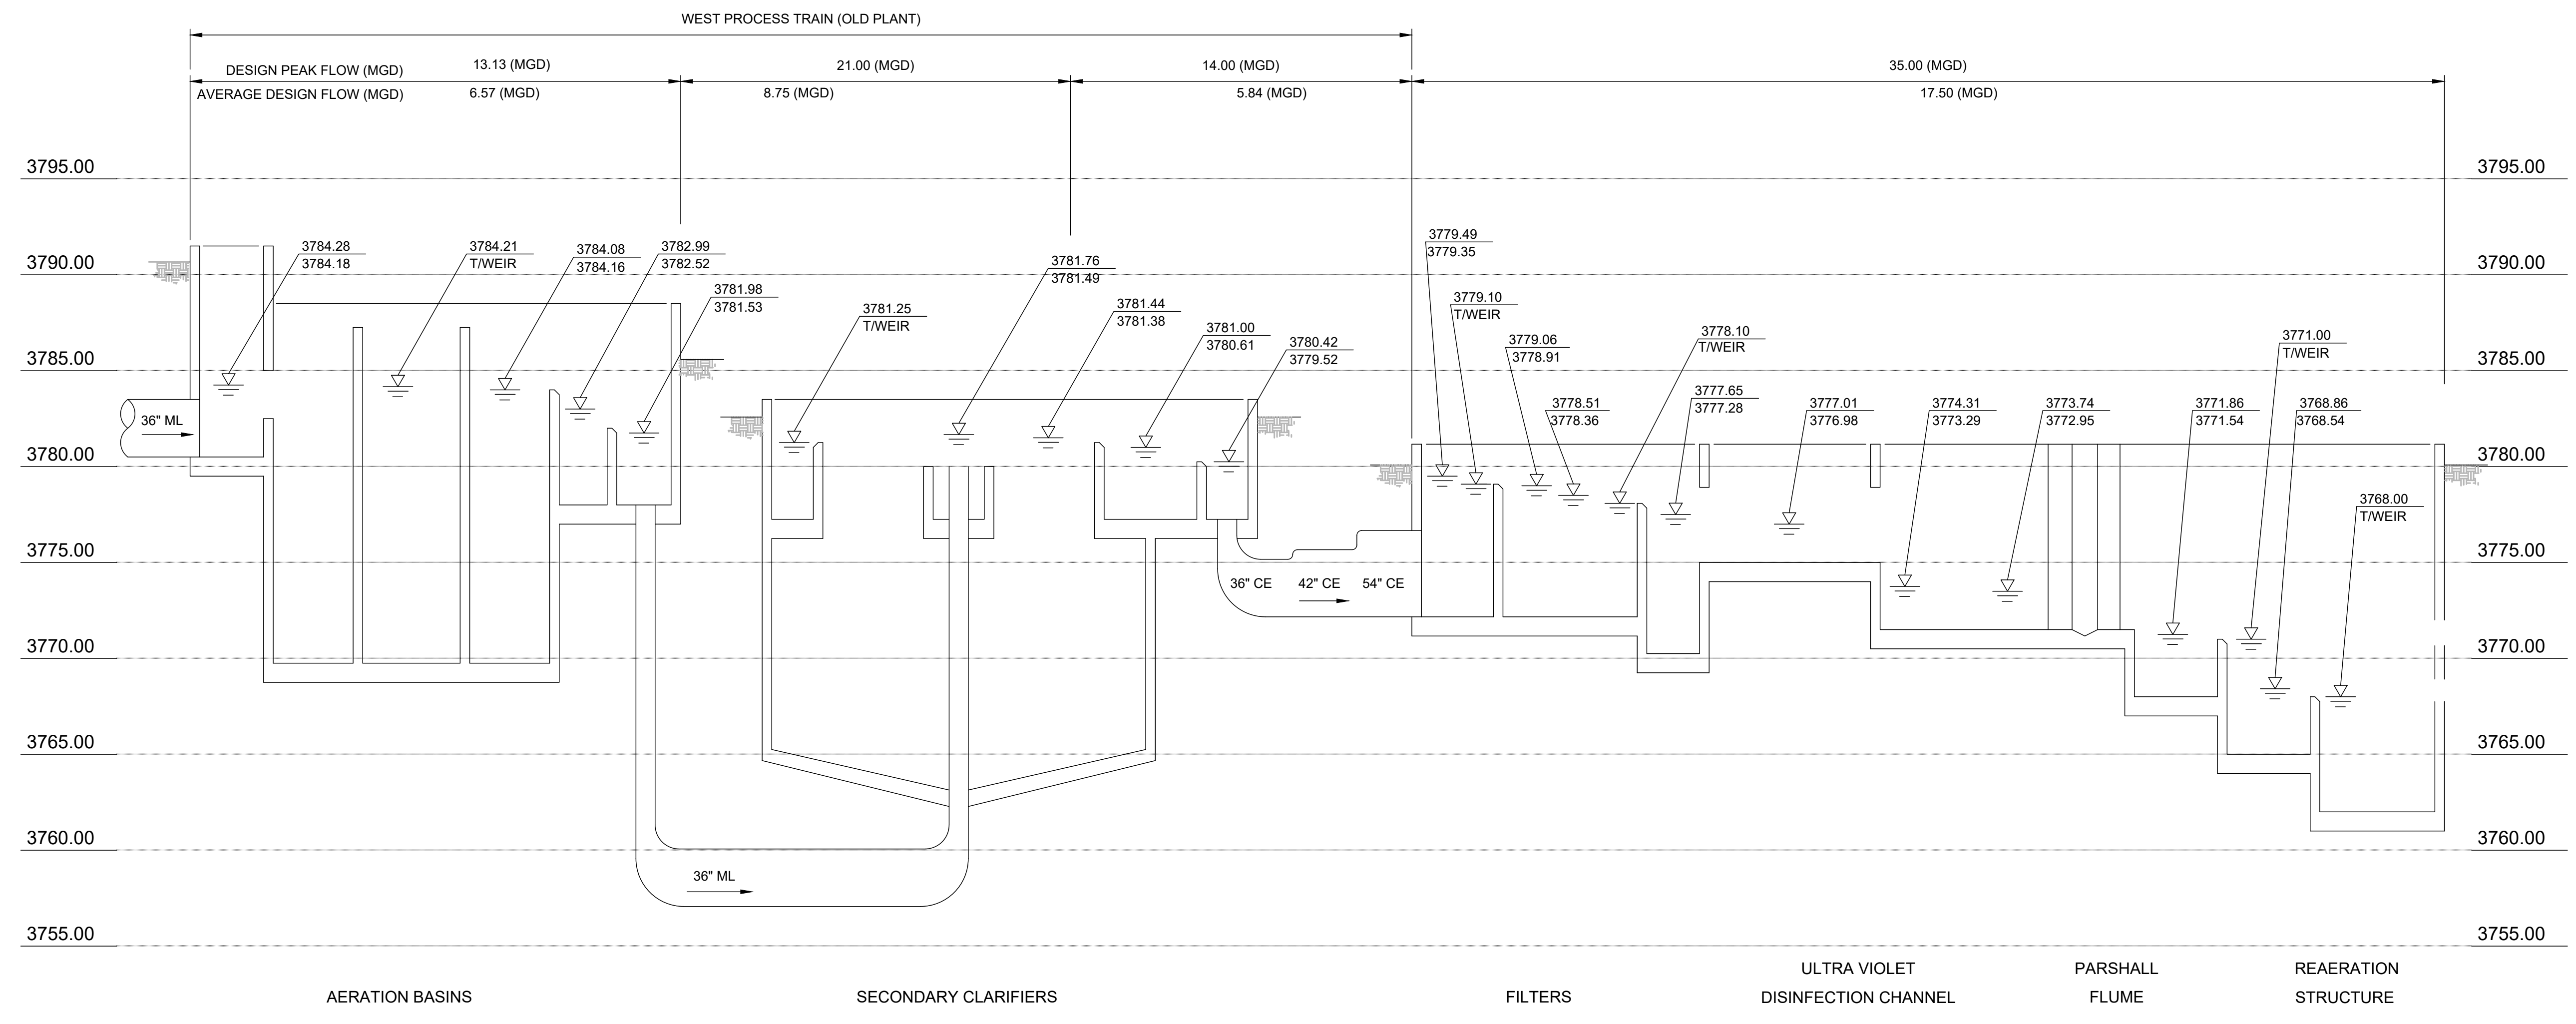 WEST PROCESS TRAIN (OLD PLANT)
DESIGN PEAK FLOW (MGD)
13.13 (MGD)
21.00 (MGD)
14.00 (MGD)
35.00 (MGD)
AVERAGE DESIGN FLOW (MGD)
6.57 (MGD)
8.75 (MGD)
5.84 (MGD)
17.50 (MGD)
3795.00
3795.00
3790.00
3790.00
3785.00
3785.00
3780.00
3780.00
3775.00
3775.00
3770.00
3770.00
3765.00
3765.00
3760.00
3760.00
3755.00
3755.00
3784.28
3784.18
3784.21
T/WEIR
3784.08
3784.16
3782.99
3782.52
3781.98
3781.53
3781.25
T/WEIR
3781.76
3781.49
3781.44
3781.38
3781.00
3780.61
3780.42
3779.52
3779.49
3779.35
3779.10
T/WEIR
3779.06
3778.91
3778.51
3778.36
3778.10
T/WEIR
3777.65
3777.28
3777.01
3776.98
3774.31
3773.29
3773.74
3772.95
3771.86
3771.54
3771.00
T/WEIR
3768.86
3768.54
3768.00
T/WEIR
36" ML
36" CE
42" CE
54" CE
36" ML
AERATION BASINS
SECONDARY CLARIFIERS
FILTERS
ULTRA VIOLET
DISINFECTION CHANNEL
PARSHALL
FLUME
REAERATION
STRUCTURE